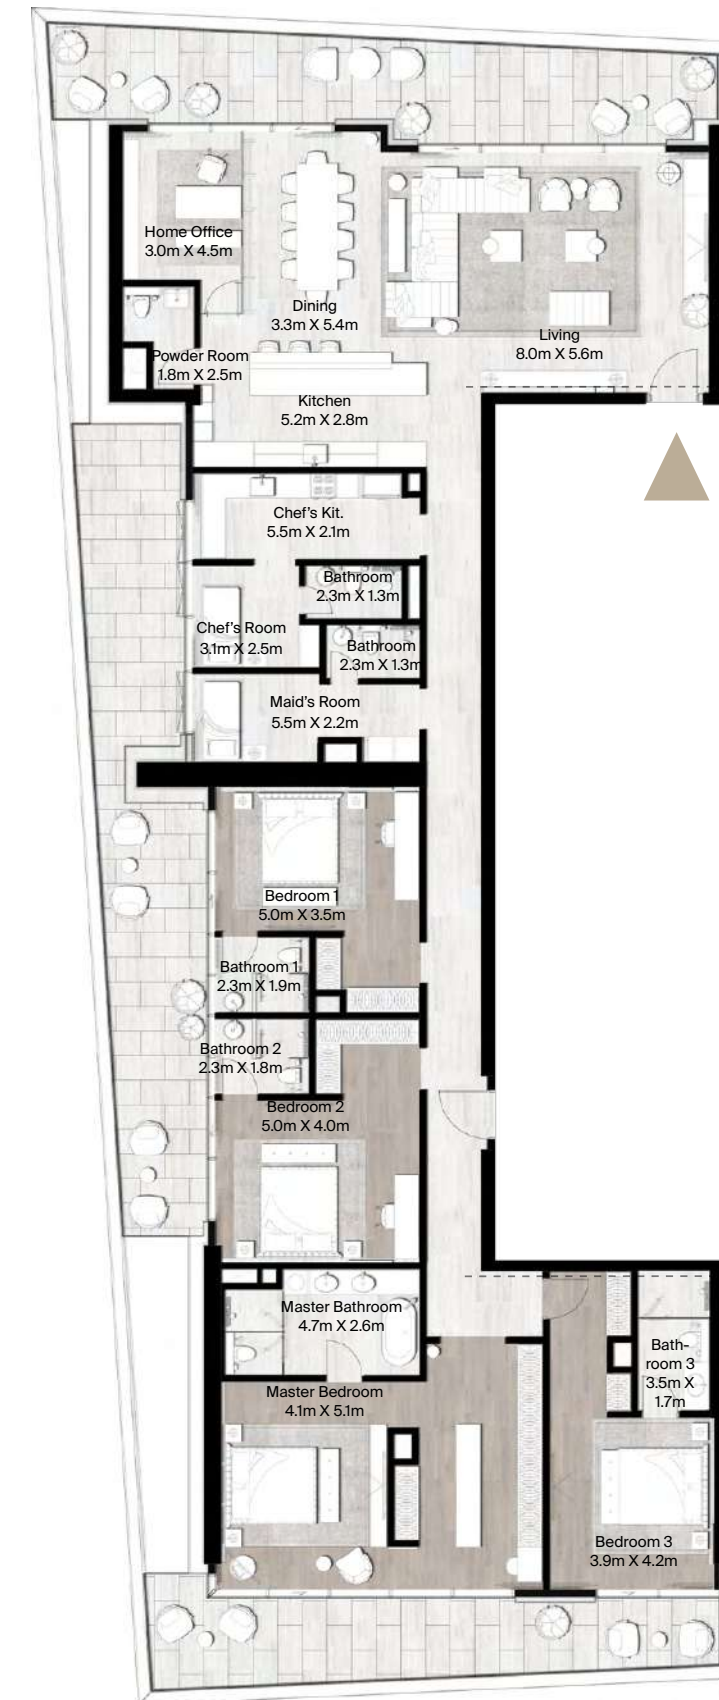 Home Office
3.0m X 4.5m
Dining
3.3m X 5.4m
Living
8.0m X 5.6m
Powder Room
1.8m X 2.5m
Kitchen
5.2m X 2.8m
Chef's Kit.
5.5m X 2.1m
Bathroom
2.3m X 1.3m
Chef's Room
3.1m X 2.5m
Bathroom
2.3m X 1.3m
Maid's Room
5.5m X 2.2m
Bedroom 1
5.0m X 3.5m
Bathroom 1
2.3m X 1.9m
Bathroom 2
2.3m X 1.8m
Bedroom 2
5.0m X 4.0m
Master Bathroom
4.7m X 2.6m
Bath-
room 3
3.5m X
1.7m
Master Bedroom
4.1m X 5.1m
Bedroom 3
3.9m X 4.2m